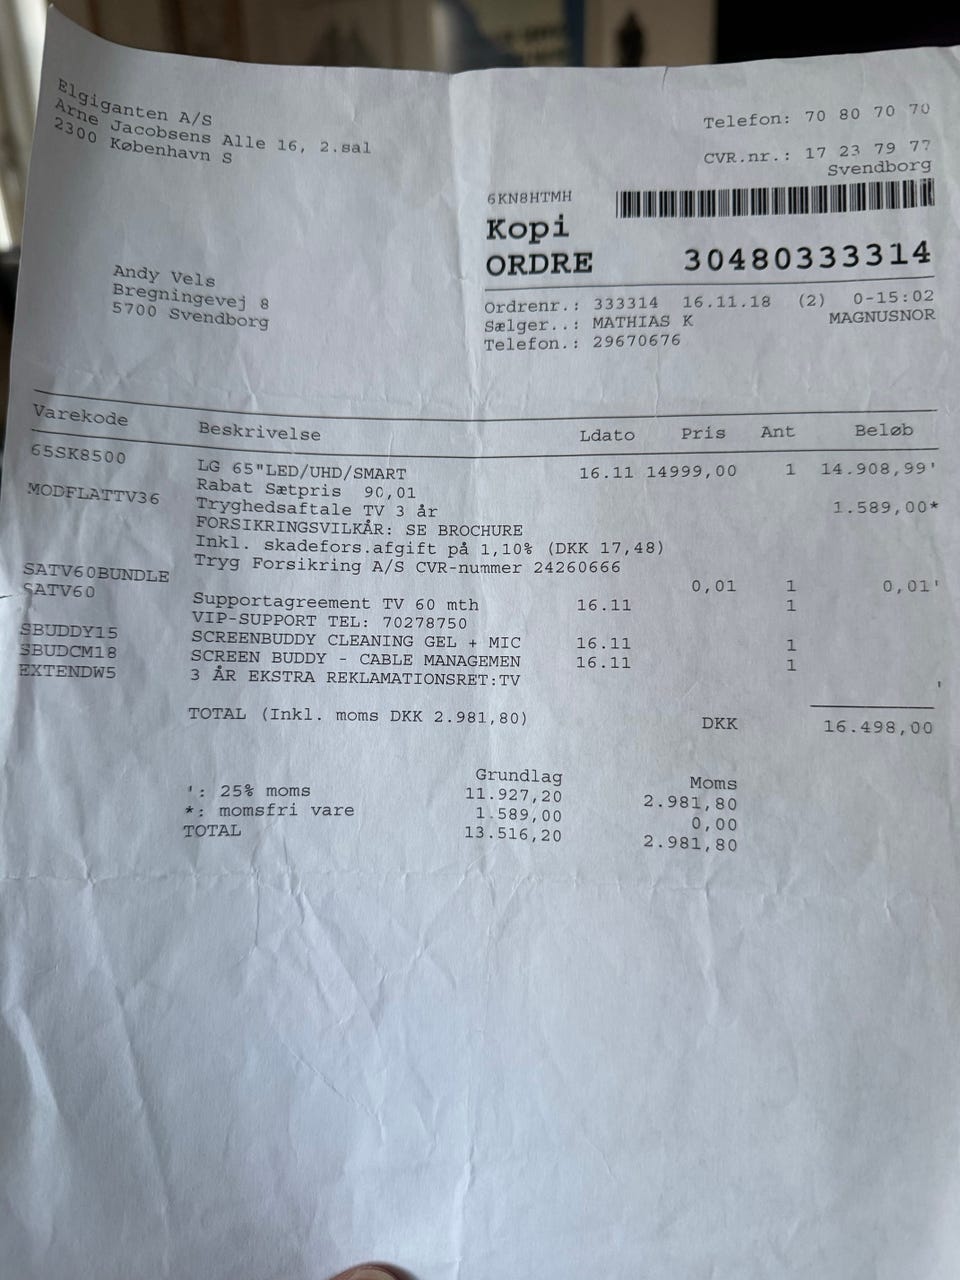 Elgiganten A/S
Arne Jacobsens Alle 16, 2.sal
2300 København S
Telefon: 70 80 70 70
CVR.nr.: 17 23 79 77
Svendborg
6KN8HTMH
Kopi
ORDRE 30480333314
Andy Vels
Bregningevej 8
5700 Svendborg
Ordrenr.: 333314 16.11.18 (2) 0-15:02
Sælger..: MATHIAS K MAGNUSNOR
Telefon.: 29670676
Varekode Beskrivelse Ldato Pris Ant Beløb
65SK8500 LG 65"LED/UHD/SMART 16.11 14999,00 1 14.908,99'
Rabat Sætpris 90,01
MODFLATTV36 Tryghedsaftale TV 3 år 1.589,00*
FORSIKRINGSVILKÅR: SE BROCHURE
Inkl. skadefors.afgift på 1,10% (DKK 17,48)
Tryg Forsikring A/S CVR-nummer 24260666
SATV60BUNDLE 0,01 1 0,01'
SATV60 Supportagreement TV 60 mth 16.11 1
VIP-SUPPORT TEL: 70278750
SBUDDY15 SCREENBUDDY CLEANING GEL + MIC 16.11 1
SBUDCM18 SCREEN BUDDY - CABLE MANAGEMEN 16.11 1
EXTENDW5 3 ÅR EKSTRA REKLAMATIONSRET:TV '
TOTAL (Inkl. moms DKK 2.981,80) DKK 16.498,00
Grundlag Moms
': 25% moms 11.927,20 2.981,80
*: momsfri vare 1.589,00 0,00
TOTAL 13.516,20 2.981,80